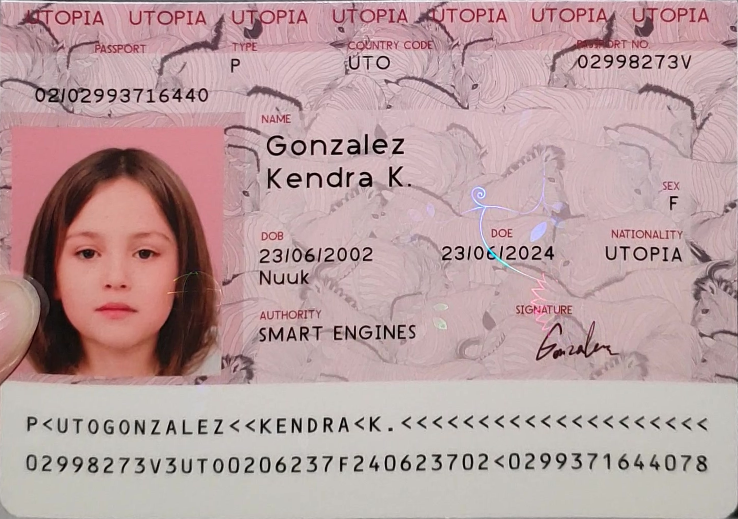 UTOPIA UTOPIA UTOPIA UTOPIA UTOPIA UTOPIA UTOPIA
PASSPORT TYPE COUNTRY CODE PASSPORT NO.
P UTO 02998273V
02/02993716440
NAME
Gonzalez
Kendra K.
SEX
F
DOB DOE NATIONALITY
23/06/2002 23/06/2024 UTOPIA
Nuuk
AUTHORITY SIGNATURE
SMART ENGINES Gonzalez
P<UTOGONZALEZ<<KENDRA<K.<<<<<<<<<<<<<<<<<<<<
02998273V3UTO0206237F240623702<0299371644078